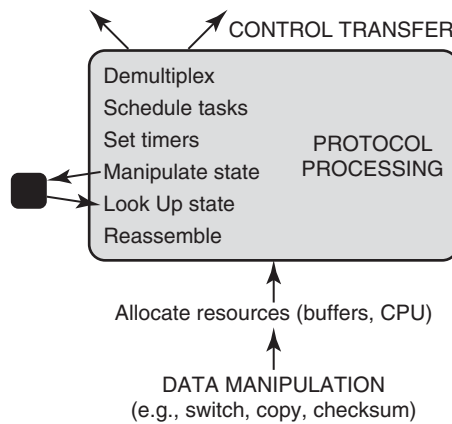 CONTROL TRANSFER
Demultiplex
Schedule tasks
Set timers
Manipulate state
Look Up state
Reassemble
PROTOCOL
PROCESSING
Allocate resources (buffers, CPU)
DATA MANIPULATION
(e.g., switch, copy, checksum)